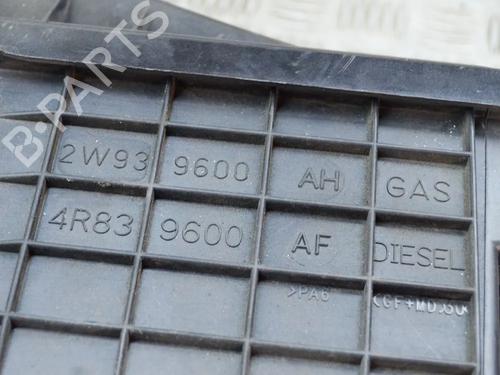 B-PARTS
2W93 9600 AH GAS
4R83 9600 AF DIESEL
>PA6